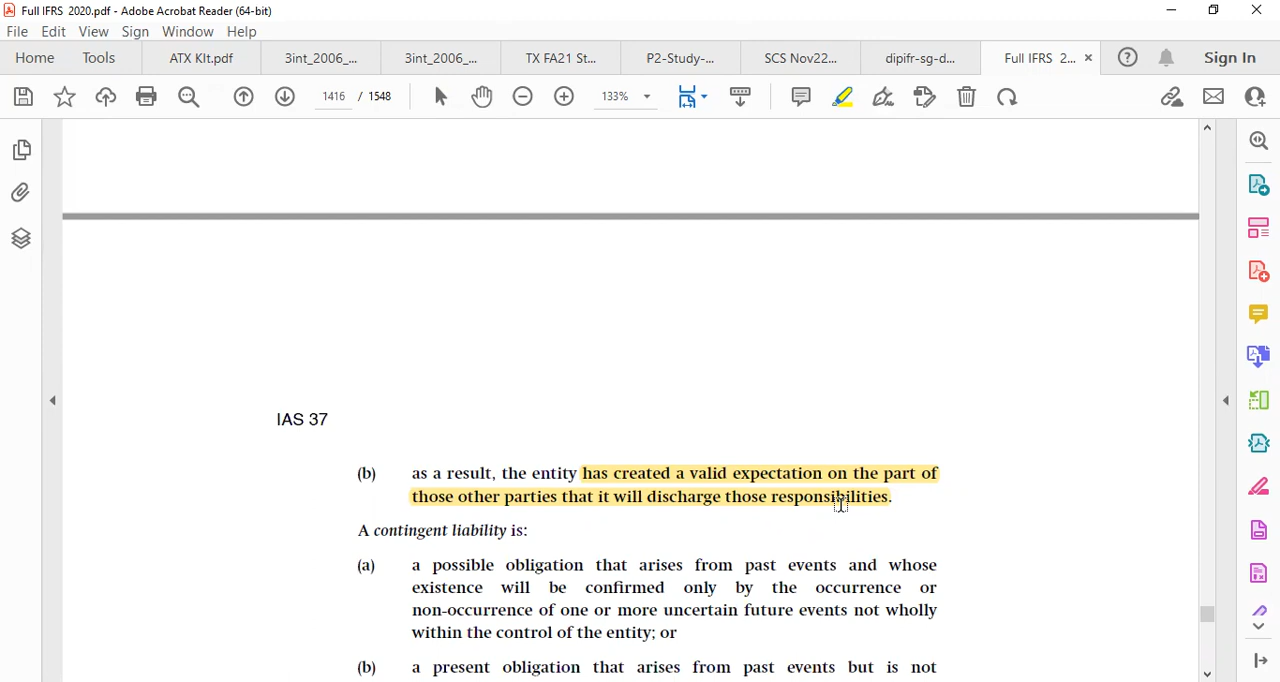 Full IFRS 2020.pdf - Adobe Acrobat Reader (64-bit)
File Edit View Sign Window Help
Home Tools ATX KIt.pdf 3int_2006_... 3int_2006_... TX FA21 St... P2-Study-... SCS Nov22... dipifr-sg-d... Full IFRS 2... Sign In
1416 / 1548 133%
IAS 37
(b) as a result, the entity has created a valid expectation on the part of
those other parties that it will discharge those responsibilities.
A contingent liability is:
(a) a possible obligation that arises from past events and whose
existence will be confirmed only by the occurrence or
non-occurrence of one or more uncertain future events not wholly
within the control of the entity; or
(b) a present obligation that arises from past events but is not